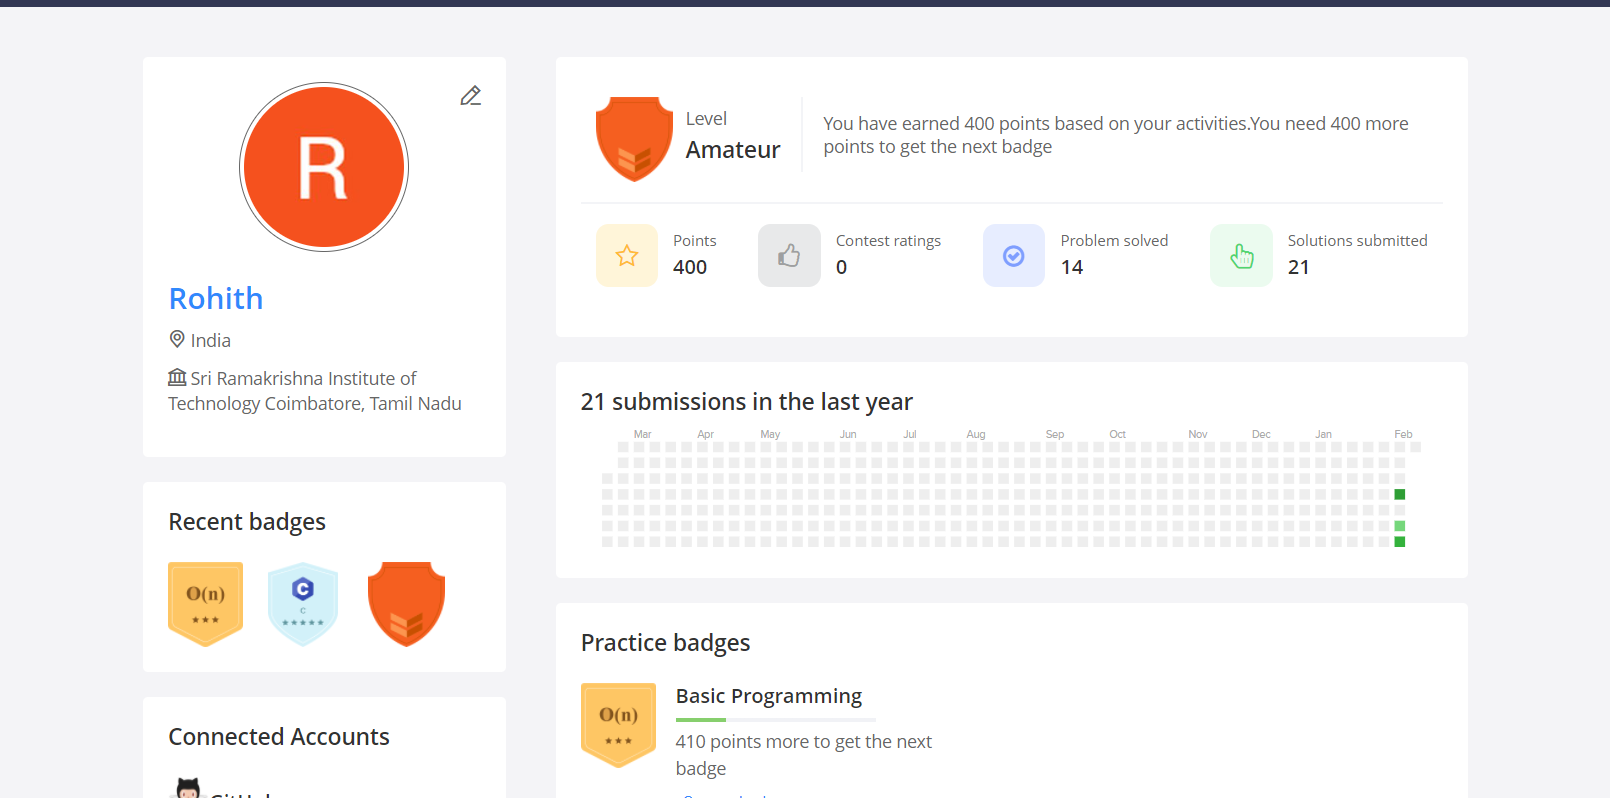 R
Rohith
India
Sri Ramakrishna Institute of
Technology Coimbatore, Tamil Nadu
Recent badges
O(n)
C
C
Connected Accounts
GitHub
Level
Amateur
You have earned 400 points based on your activities.You need 400 more
points to get the next badge
Points
400
Contest ratings
0
Problem solved
14
Solutions submitted
21
21 submissions in the last year
Mar Apr May Jun Jul Aug Sep Oct Nov Dec Jan Feb
Practice badges
O(n)
Basic Programming
410 points more to get the next
badge